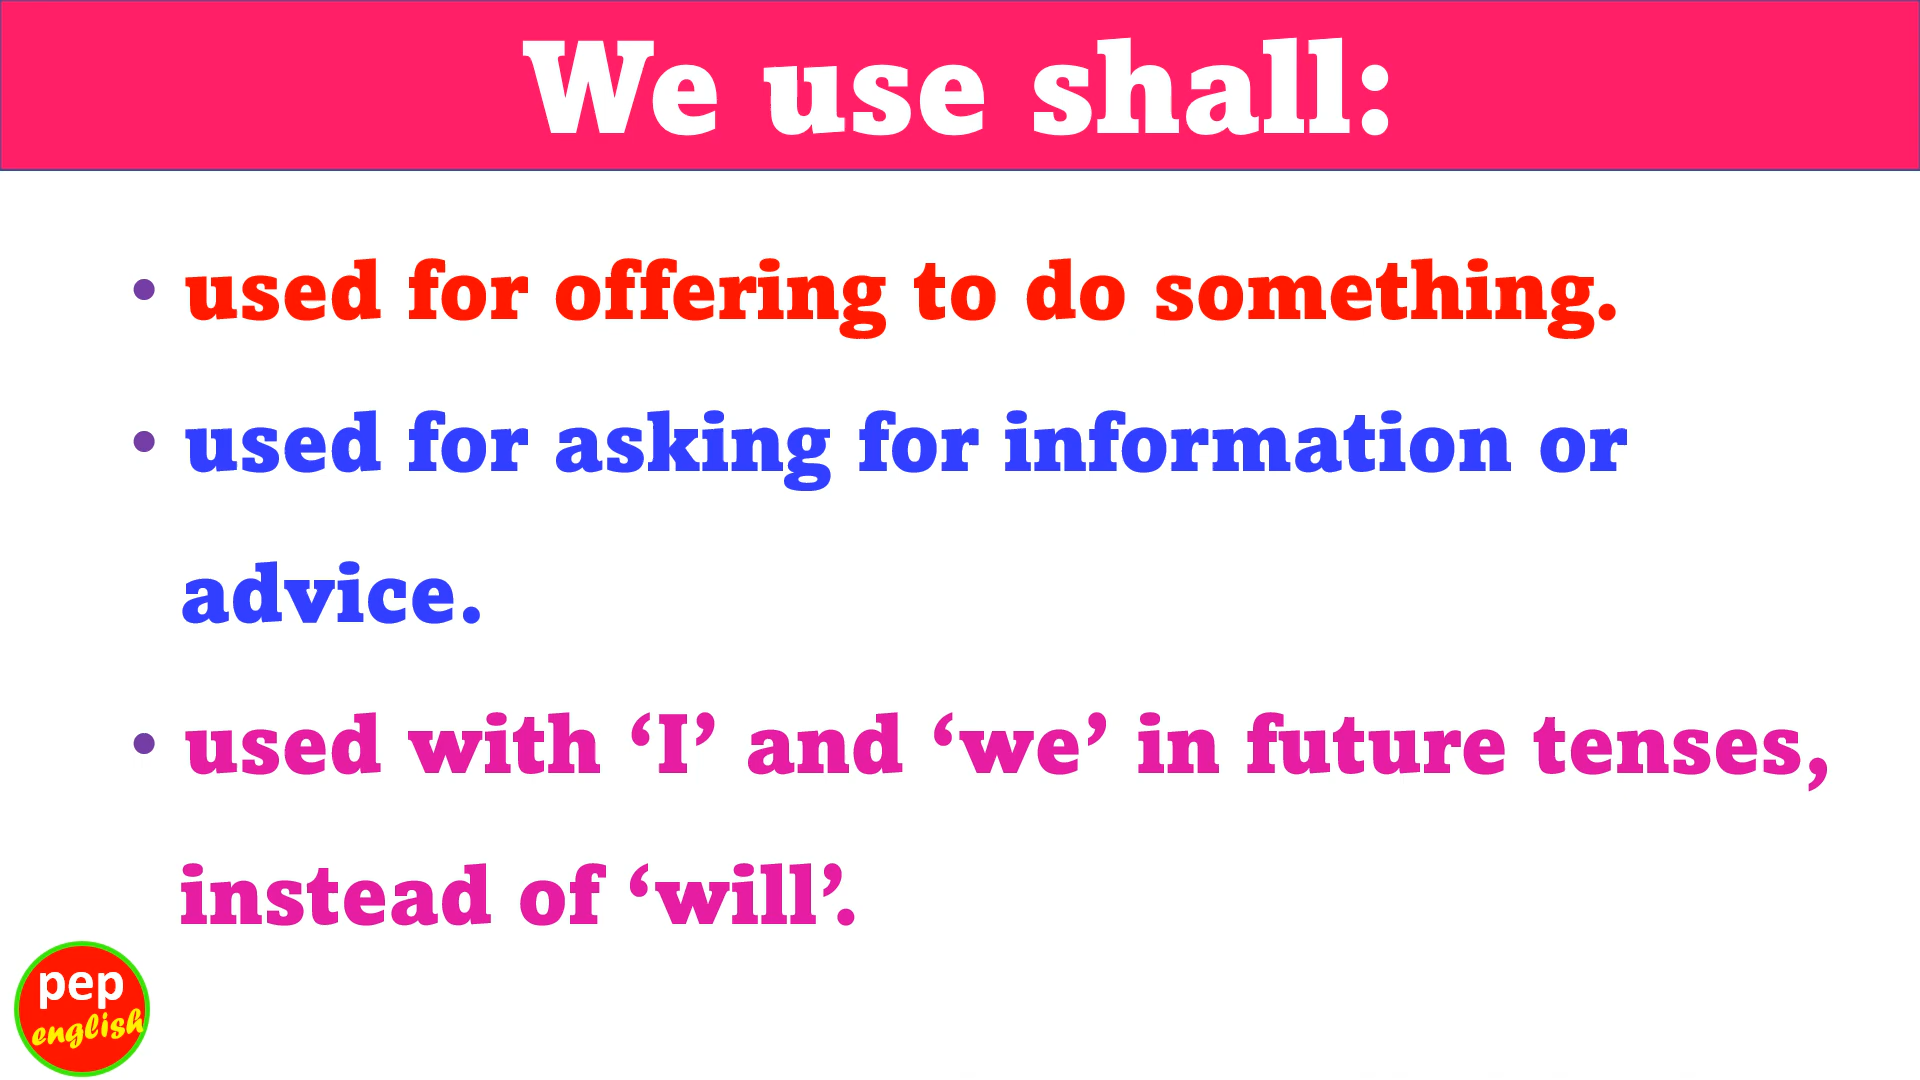 We use shall:
• used for offering to do something.
• used for asking for information or
advice.
• used with ‘I’ and ‘we’ in future tenses,
instead of ‘will’.
pep
english